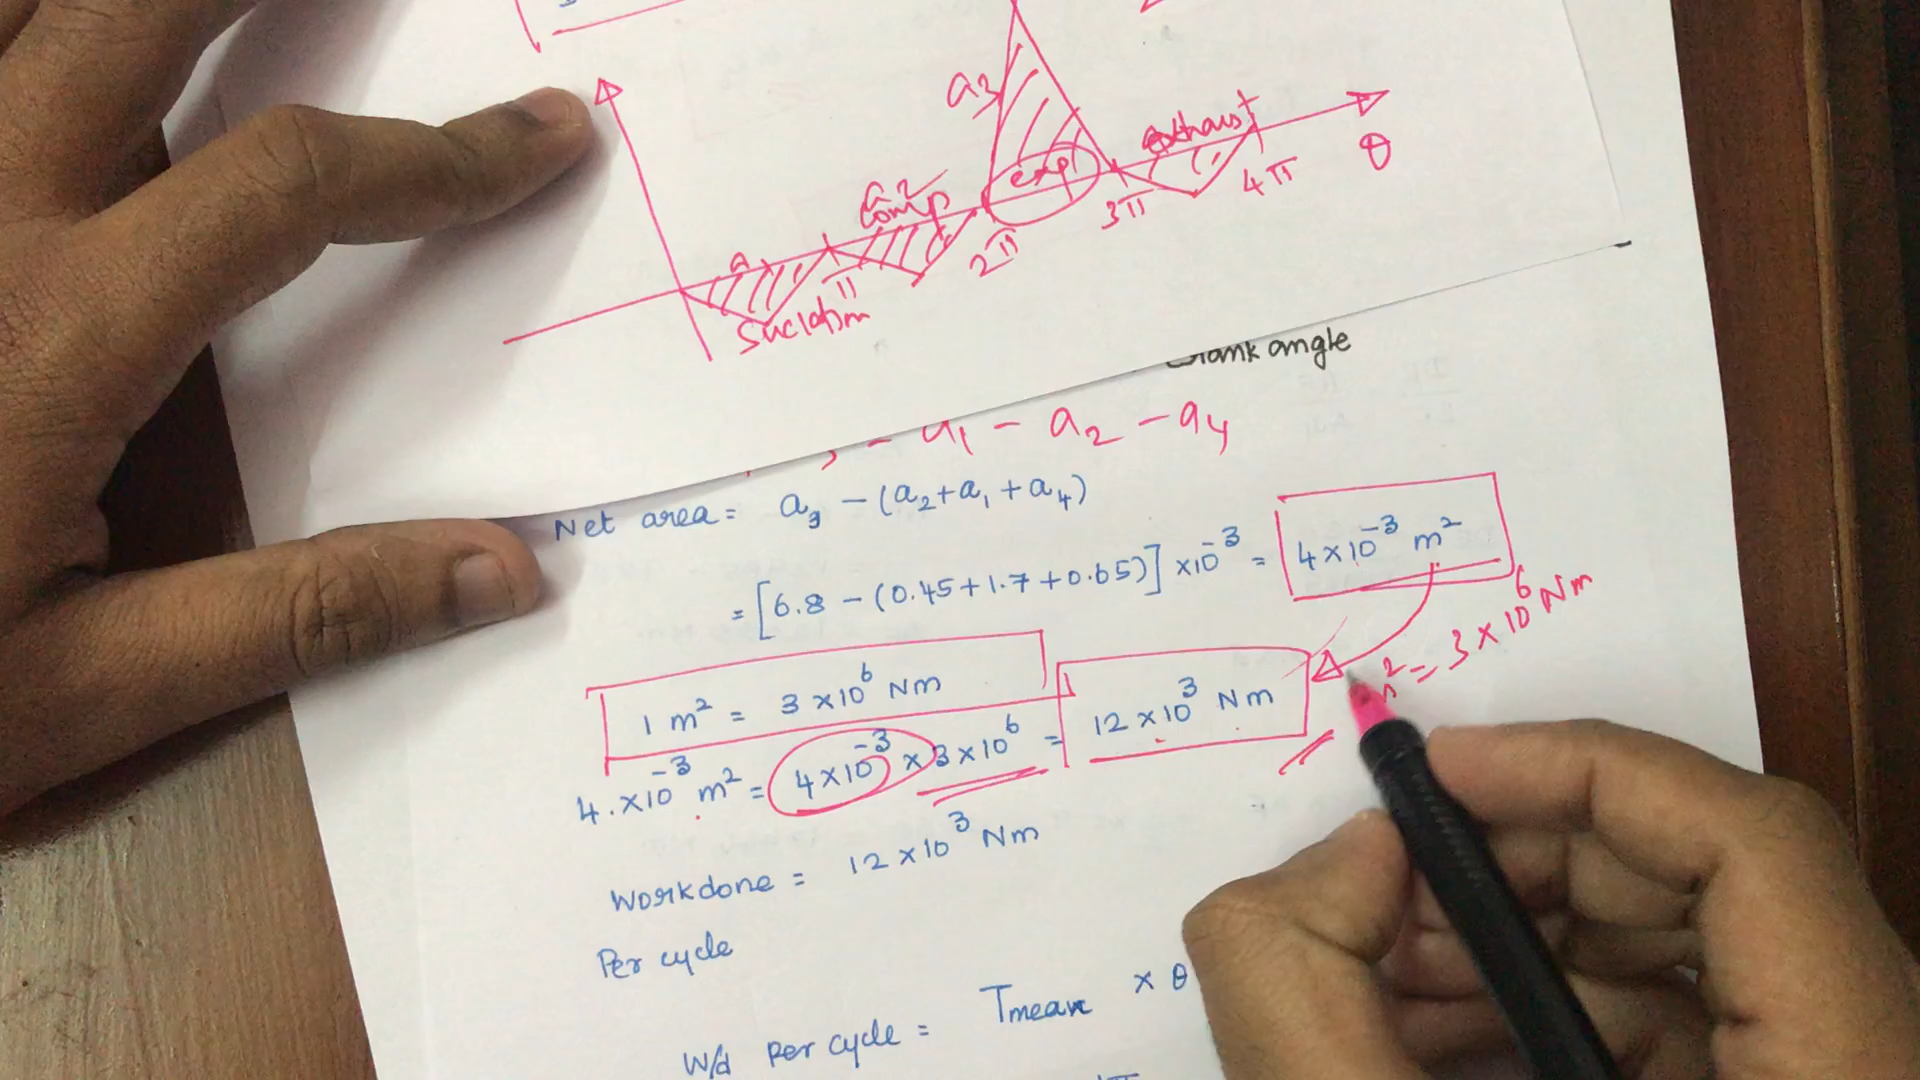 a3
exhaust
θ
a2
comp
exp
3π
4π
a1
π
2π
Suction
Crank angle
- a1 - a2 - a4
Net area = a3 - (a2+a1+a4)
= [6.8 - (0.45+1.7+0.65)] ×10^-3 = 4×10^-3 m²
1 m² = 3×10^6 Nm
m² = 3×10^6 Nm
4.×10^-3 m² = 4×10^-3 × 3×10^6 = 12×10^3 Nm
Workdone = 12×10^3 Nm
Per cycle
W/d per cycle = Tmean × θ